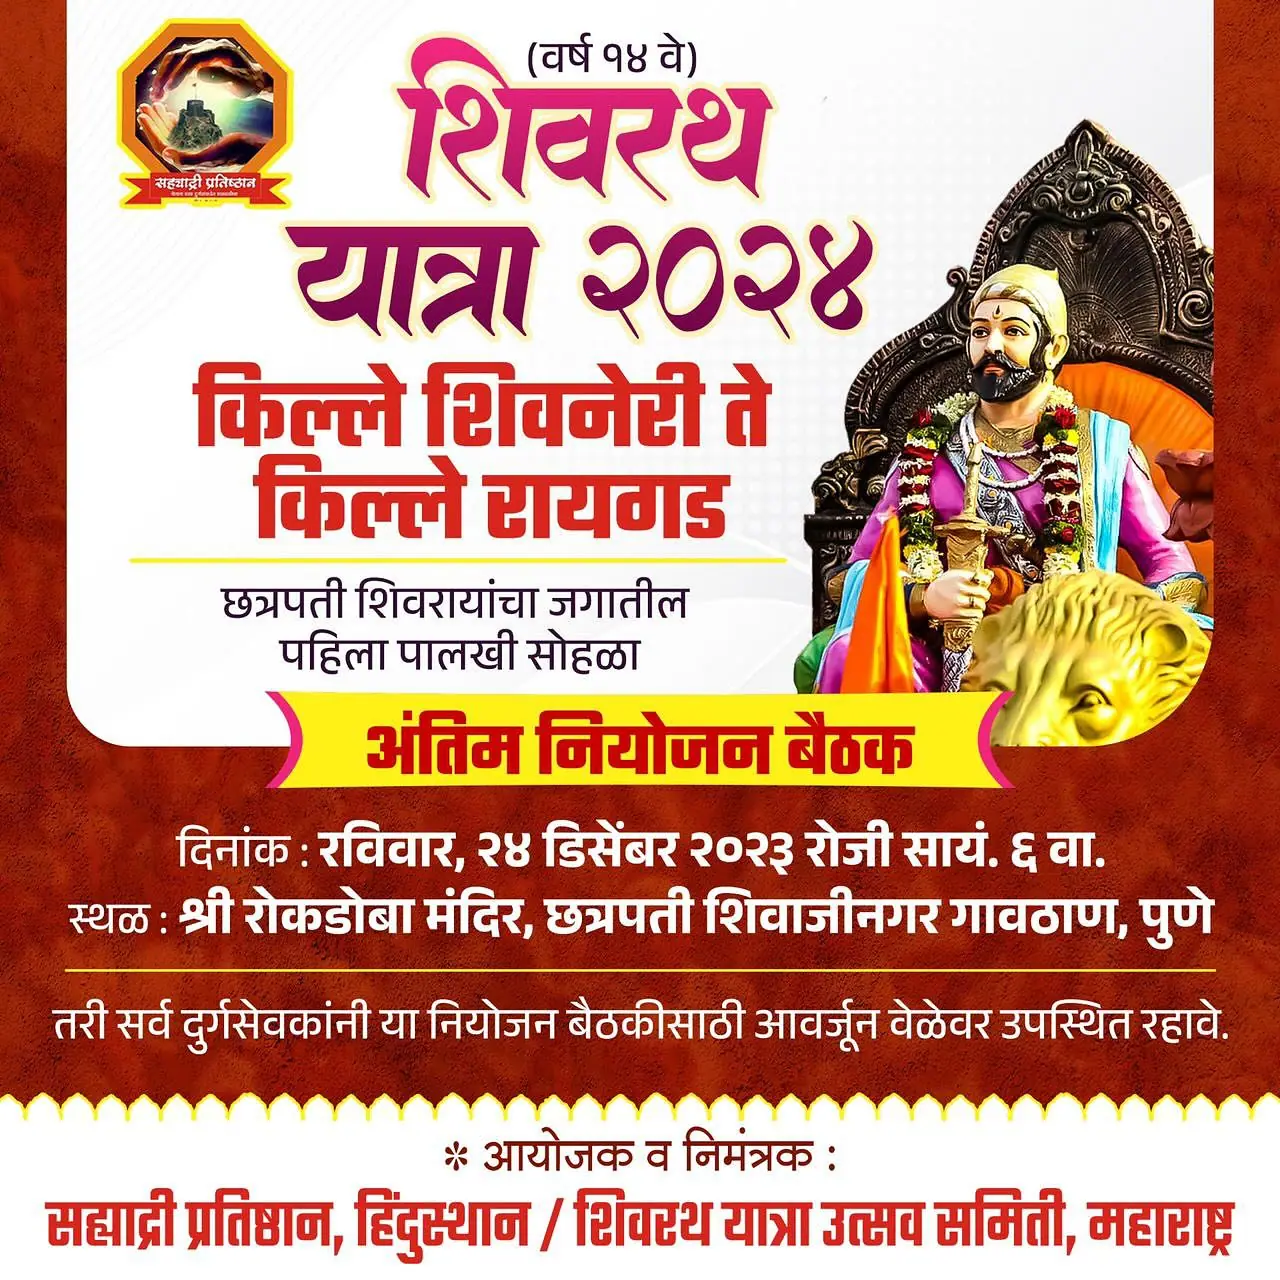 (वर्ष १४ वे)
शिवरथ
यात्रा २०२४
सह्याद्री प्रतिष्ठान
किल्ले शिवनेरी ते
किल्ले रायगड
छत्रपती शिवरायांचा जगातील
पहिला पालखी सोहळा
अंतिम नियोजन बैठक
दिनांक : रविवार, २४ डिसेंबर २०२३ रोजी सायं. ६ वा.
स्थळ : श्री रोकडोबा मंदिर, छत्रपती शिवाजीनगर गावठाण, पुणे
तरी सर्व दुर्गसेवकांनी या नियोजन बैठकीसाठी आवर्जून वेळेवर उपस्थित रहावे.
* आयोजक व निमंत्रक :
सह्याद्री प्रतिष्ठान, हिंदुस्थान / शिवरथ यात्रा उत्सव समिती, महाराष्ट्र